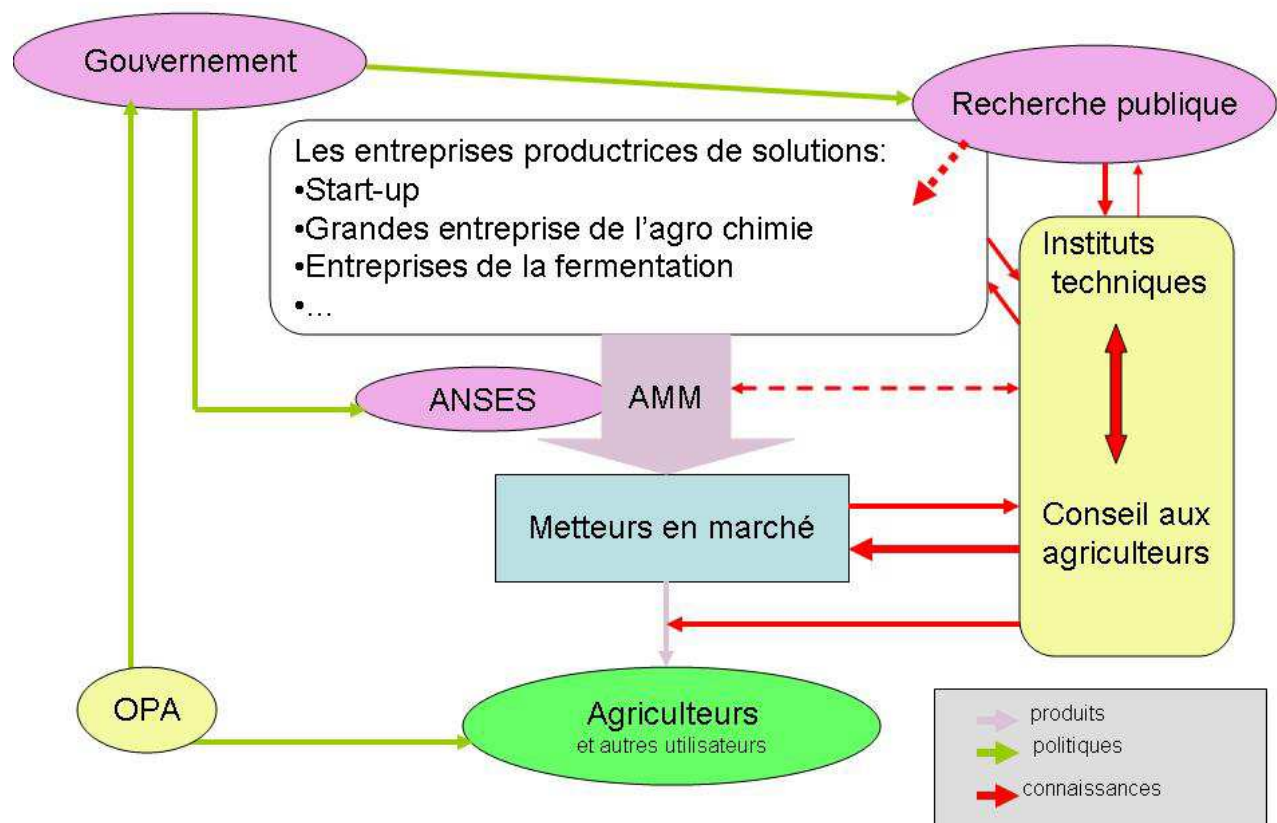 Gouvernement
Recherche publique
Les entreprises productrices de solutions:
•Start-up
•Grandes entreprise de l'agro chimie
•Entreprises de la fermentation
•...
Instituts
techniques
ANSES
AMM
Metteurs en marché
Conseil aux
agriculteurs
OPA
Agriculteurs
et autres utilisateurs
produits
politiques
connaissances